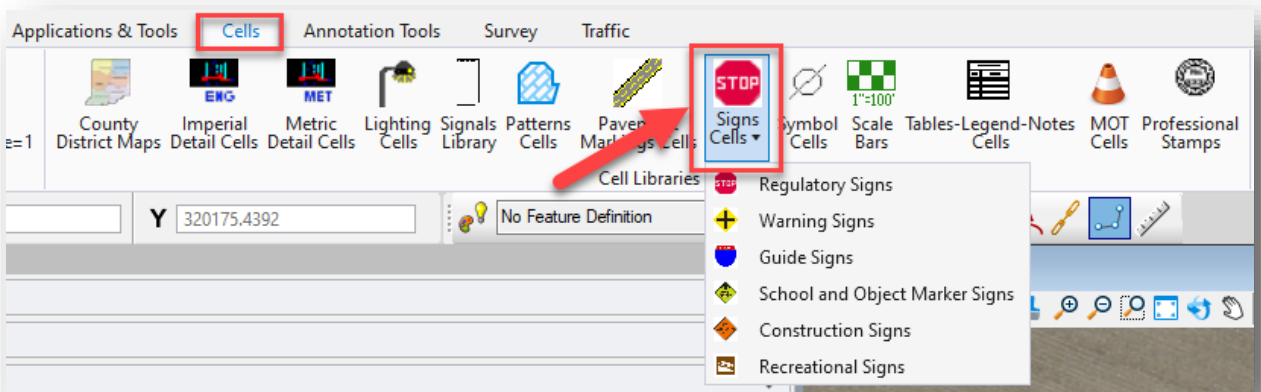 Applications & Tools Cells Annotation Tools Survey Traffic
ENG MET STOP 1"=100'
County Imperial Metric Lighting Signals Patterns Signs Symbol Scale Tables-Legend-Notes MOT Professional
e=1 District Maps Detail Cells Detail Cells Cells Library Cells Cells Cells Bars Cells Cells Stamps
Cell Libraries
STOP Regulatory Signs
Y 320175.4392 No Feature Definition Warning Signs
Guide Signs
School and Object Marker Signs
Construction Signs
Recreational Signs